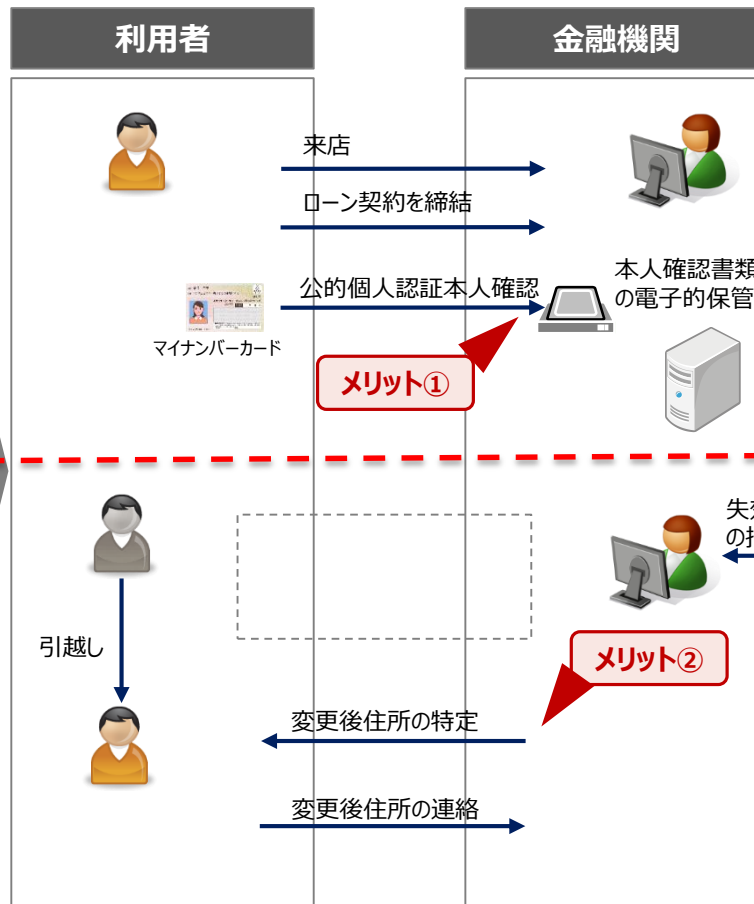 利用者
金融機関
来店
ローン契約を締結
公的個人認証本人確認
本人確認書類
の電子的保管
マイナンバーカード
メリット①
失
の
引越し
メリット②
変更後住所の特定
変更後住所の連絡